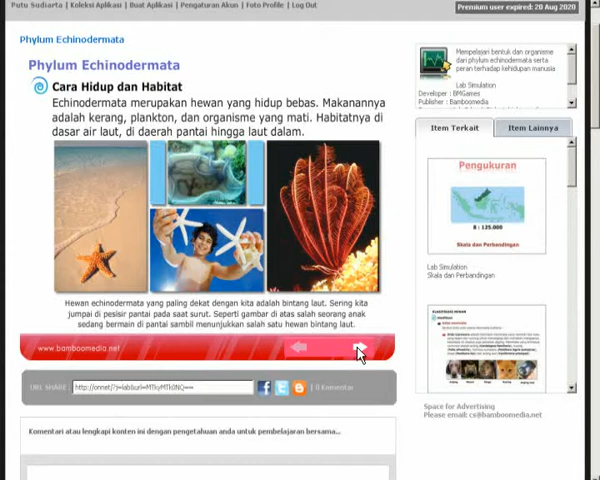 Putu Sudiarta | Koleksi Aplikasi | Buat Aplikasi | Pengaturan Akun | Foto Profile | Log Out
Premium user expired: 20 Aug 2020
Phylum Echinodermata
Phylum Echinodermata
Cara Hidup dan Habitat
Echinodermata merupakan hewan yang hidup bebas. Makanannya
adalah kerang, plankton, dan organisme yang mati. Habitatnya di
dasar air laut, di daerah pantai hingga laut dalam.
Hewan echinodermata yang paling dekat dengan kita adalah bintang laut. Sering kita
jumpai di pesisir pantai pada saat surut. Seperti gambar di atas salah seorang anak
sedang bermain di pantai sambil menunjukkan salah satu hewan bintang laut.
www.bamboomedia.net
URL SHARE :
| 0 Komentar
Komentari atau lengkapi konten ini dengan pengetahuan anda untuk pembelajaran bersama...
Mempelajari bentuk dan organisme
dari phylum echinodermata serta
peran terhadap kehidupan manusia
Lab Simulation
Developer : BMGames
Publisher : Bamboomedia
Item Terkait
Item Lainnya
Pengukuran
Skala dan Perbandingan
Lab Simulation
Skala dan Perbandingan
Space for Advertising
Please email: cs@bamboomedia.net